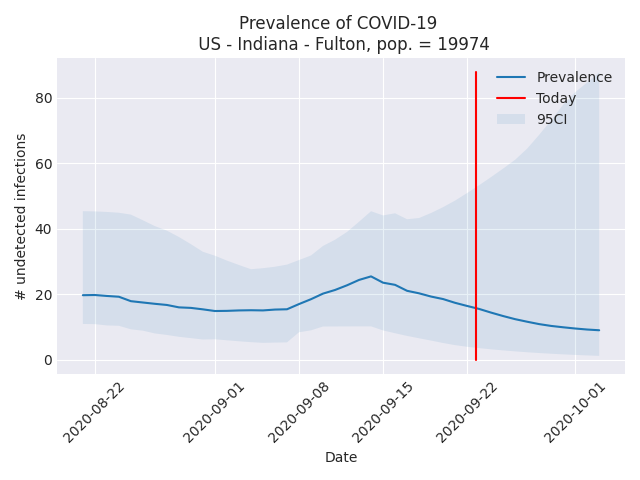 Prevalence of COVID-19
US - Indiana - Fulton, pop. = 19974
Prevalence
Today
95CI
# undetected infections
80
60
40
20
0
2020-08-22
2020-09-01
2020-09-08
2020-09-15
2020-09-22
2020-10-01
Date